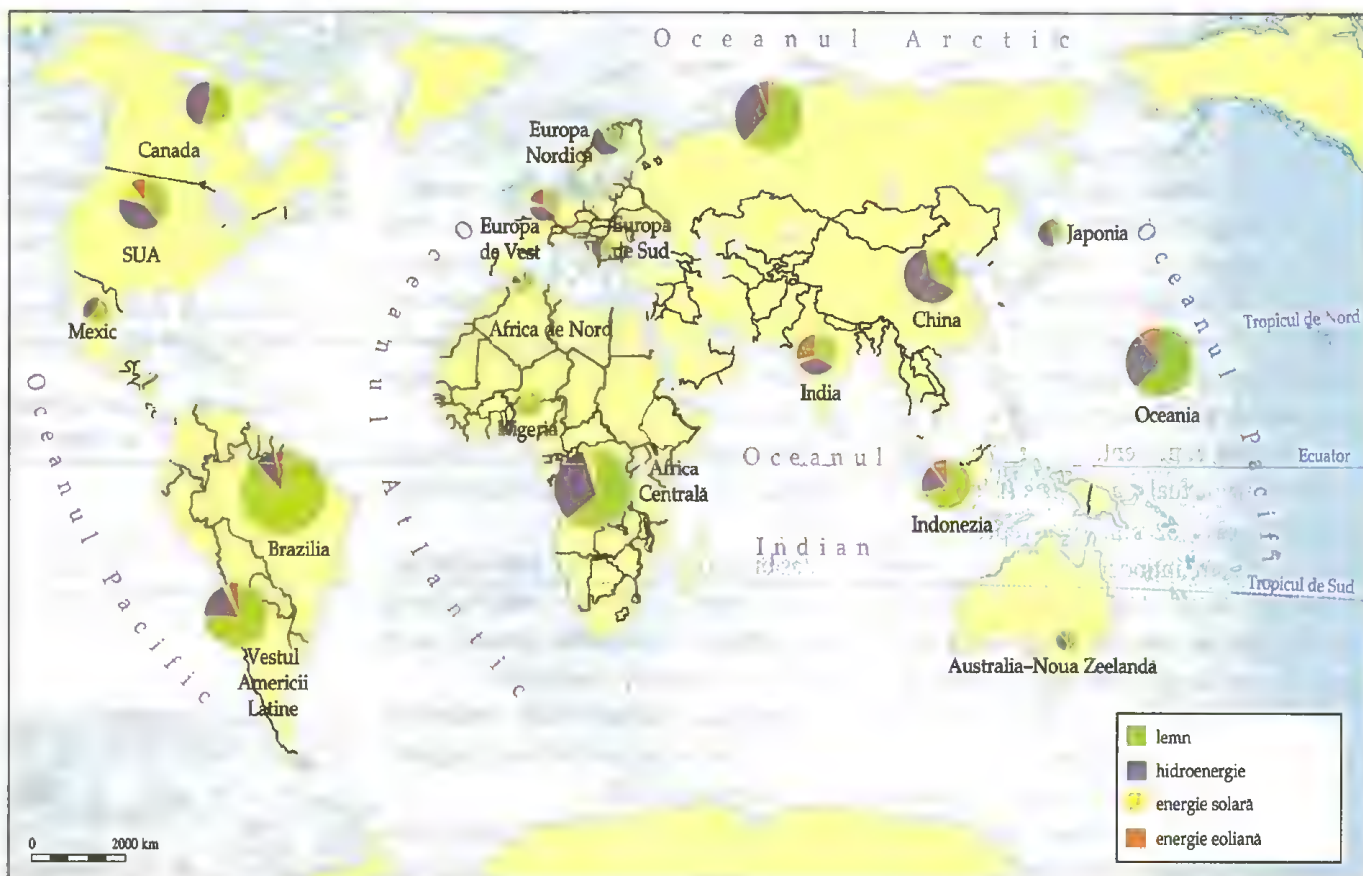 Oceanul Arctic
Canada
SUA
Mexic
Europa
Nordică
Europa
de Vest
Europa
de Sud
Japonia
China
India
Africa de Nord
Nigeria
Africa
Centrală
Oceania
Indonezia
Brazilia
Vestul
Americii
Latine
Australia–Noua Zeelandă
Oceanul Pacific
Oceanul Atlantic
Oceanul
Indian
Oceanul Pacific
Tropicul de Nord
Ecuator
Tropicul de Sud
lemn
hidroenergie
energie solară
energie eoliană
0 2000 km